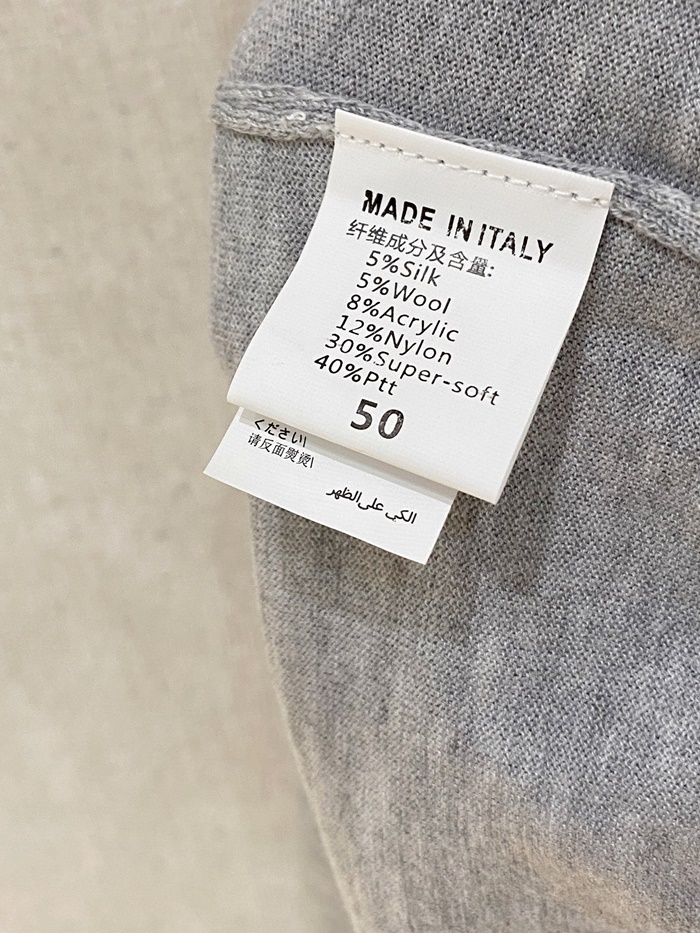 MADE IN ITALY
纤维成分及含量:
5%Silk
5%Wool
8%Acrylic
12%Nylon
30%Super-soft
40%Ptt
50
ください\
请反面熨烫\
الكي على الظهر